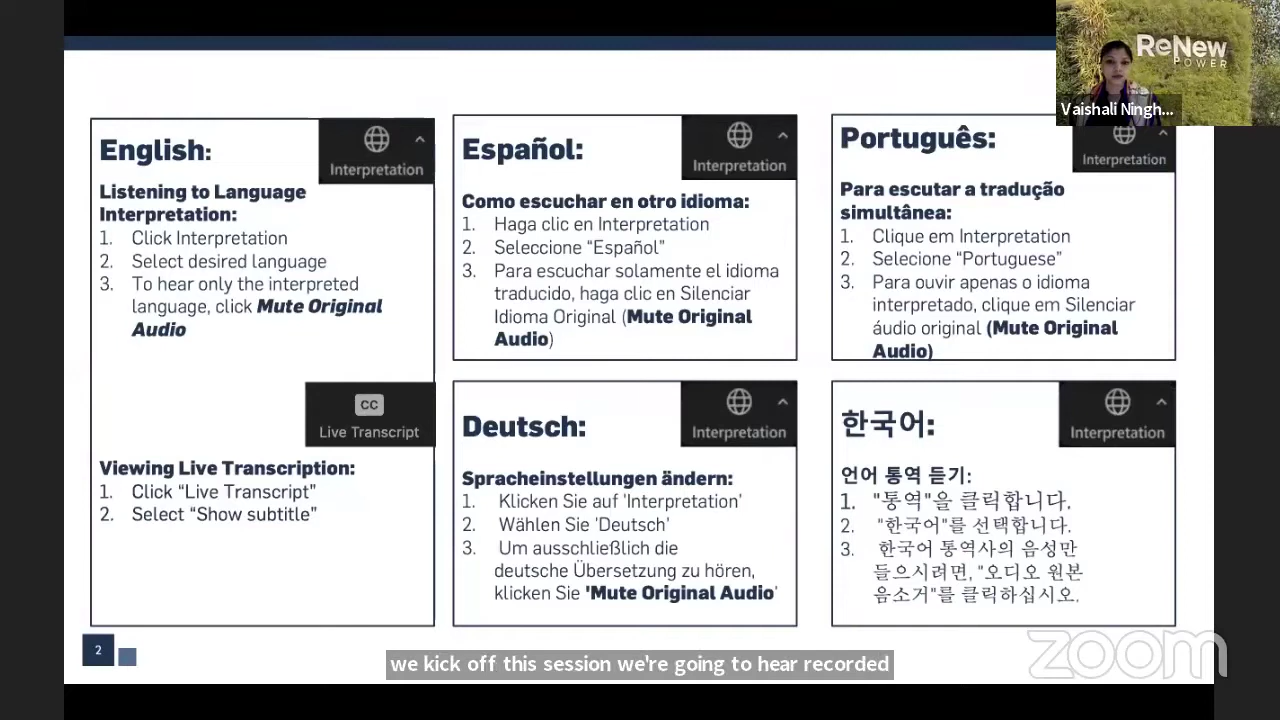 ReNew
POWER
Vaishali Ningh...
English:
Interpretation
Listening to Language
Interpretation:
1. Click Interpretation
2. Select desired language
3. To hear only the interpreted
language, click Mute Original
Audio
CC
Live Transcript
Viewing Live Transcription:
1. Click “Live Transcript”
2. Select “Show subtitle”
Español:
Interpretation
Como escuchar en otro idioma:
1. Haga clic en Interpretation
2. Seleccione “Español”
3. Para escuchar solamente el idioma
traducido, haga clic en Silenciar
Idioma Original (Mute Original
Audio)
Português:
Interpretation
Para escutar a tradução
simultânea:
1. Clique em Interpretation
2. Selecione “Portuguese”
3. Para ouvir apenas o idioma
interpretado, clique em Silenciar
áudio original (Mute Original
Audio)
Deutsch:
Interpretation
Spracheinstellungen ändern:
1. Klicken Sie auf 'Interpretation'
2. Wählen Sie 'Deutsch'
3. Um ausschließlich die
deutsche Übersetzung zu hören,
klicken Sie 'Mute Original Audio'
한국어:
Interpretation
언어 통역 듣기:
1. "통역"을 클릭합니다.
2. "한국어"를 선택합니다.
3. 한국어 통역사의 음성만
들으시려면, "오디오 원본
음소거"를 클릭하십시오.
2
we kick off this session we're going to hear recorded
zoom